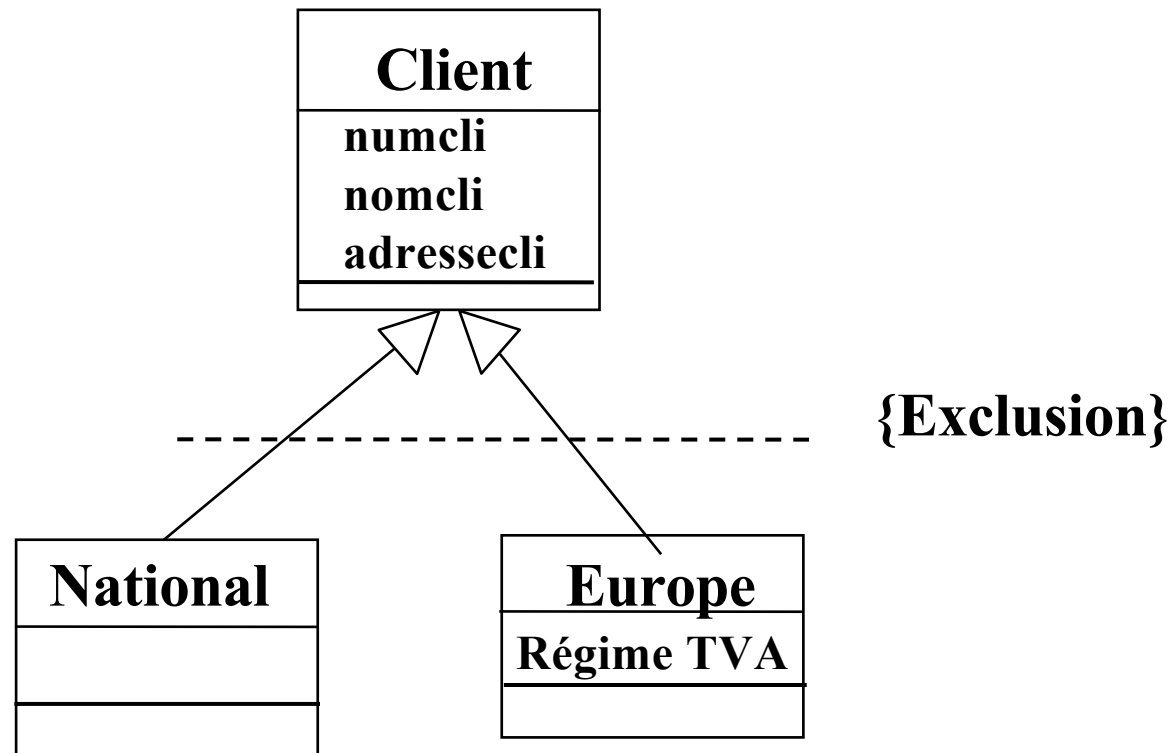 Client
numcli
nomcli
adressecli
{Exclusion}
National
Europe
Régime TVA